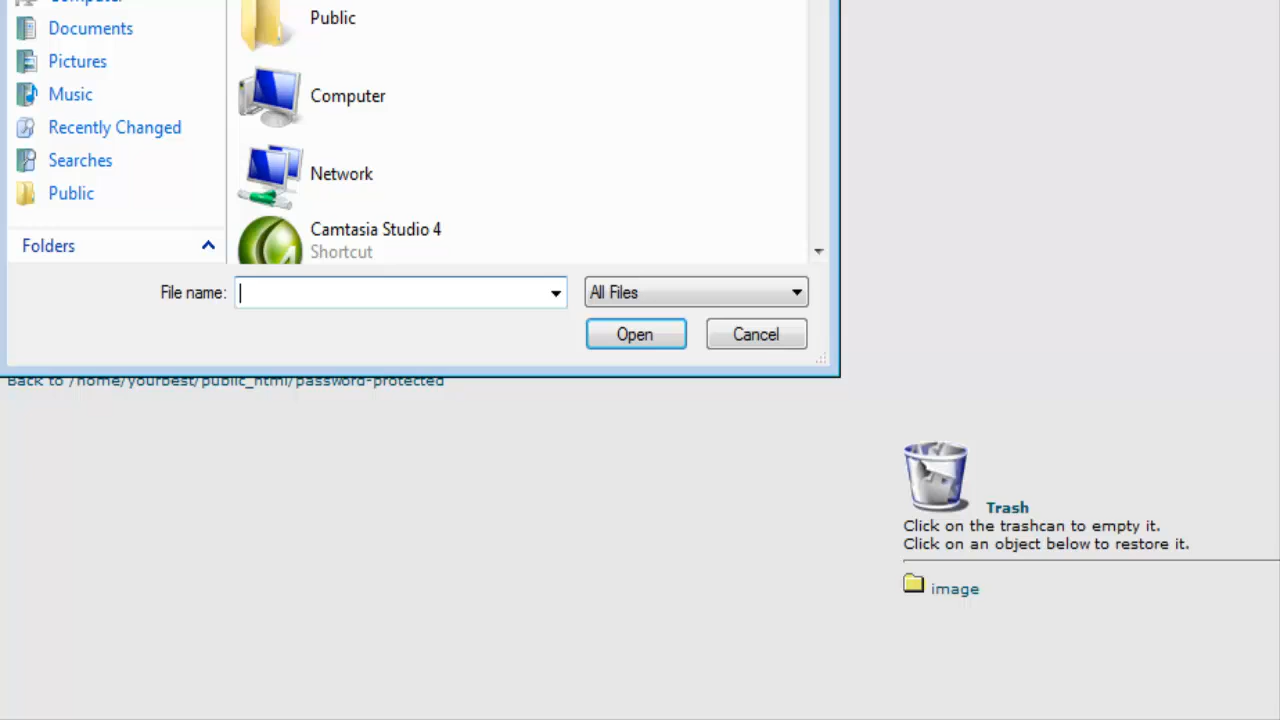 Computer
Documents
Pictures
Music
Recently Changed
Searches
Public
Folders
Public
Computer
Network
Camtasia Studio 4
Shortcut
File name:
All Files
Open
Cancel
Back to /home/yourbest/public_html/password-protected
Trash
Click on the trashcan to empty it.
Click on an object below to restore it.
image